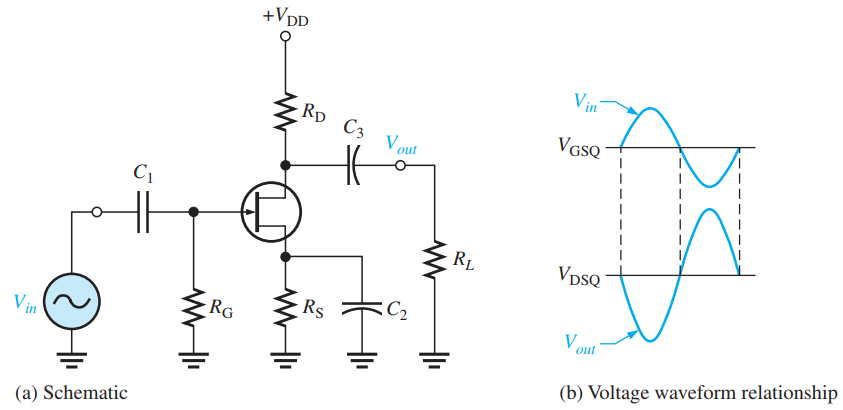 +VDD
RD
C3
Vout
C1
Vin
RG
RS
C2
RL
(a) Schematic
Vin
VGSQ
VDSQ
Vout
(b) Voltage waveform relationship